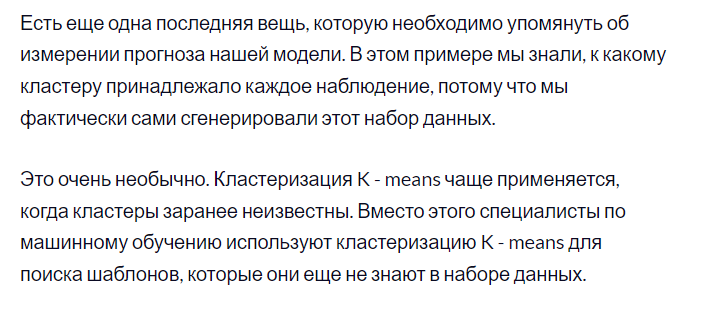 Есть еще одна последняя вещь, которую необходимо упомянуть об
измерении прогноза нашей модели. В этом примере мы знали, к какому
кластеру принадлежало каждое наблюдение, потому что мы
фактически сами сгенерировали этот набор данных.
Это очень необычно. Кластеризация K - means чаще применяется,
когда кластеры заранее неизвестны. Вместо этого специалисты по
машинному обучению используют кластеризацию K - means для
поиска шаблонов, которые они еще не знают в наборе данных.